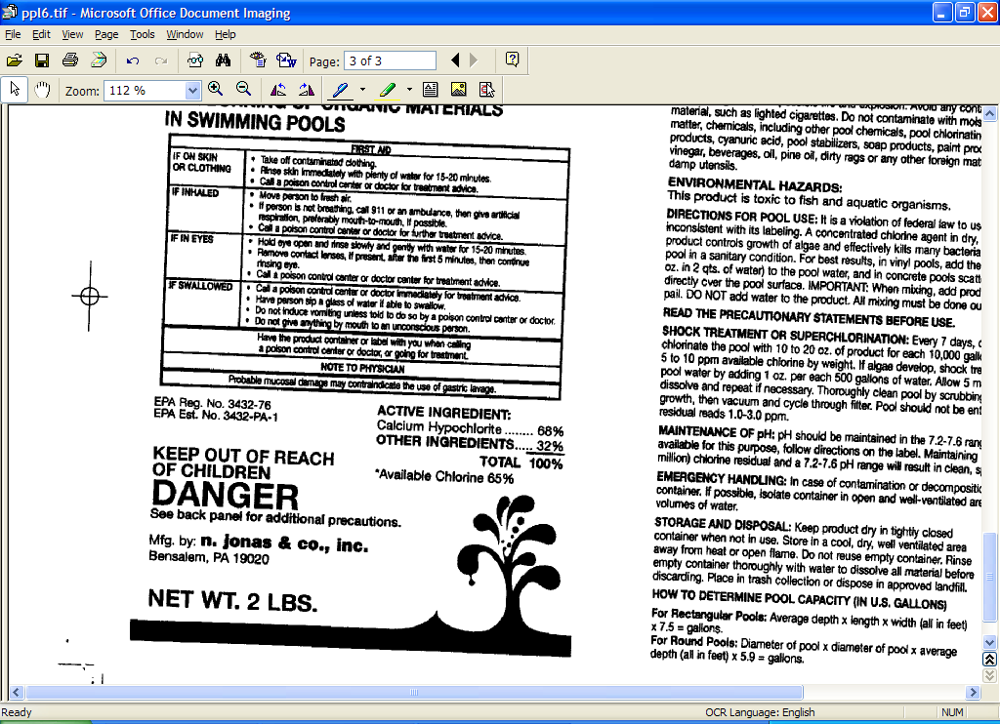 ppl6.tif - Microsoft Office Document Imaging
File Edit View Page Tools Window Help
Page: 3 of 3
Zoom: 112 %
ORGANIC MATERIALS
IN SWIMMING POOLS
FIRST AID
IF ON SKIN
OR CLOTHING
• Take off contaminated clothing.
• Rinse skin immediately with plenty of water for 15-20 minutes.
• Call a poison control center or doctor for treatment advice.
IF INHALED
• Move person to fresh air.
• If person is not breathing, call 911 or an ambulance, then give artificial
respiration, preferably mouth-to-mouth, if possible.
• Call a poison control center or doctor for further treatment advice.
IF IN EYES
• Hold eye open and rinse slowly and gently with water for 15-20 minutes.
• Remove contact lenses, if present, after the first 5 minutes, then continue
rinsing eye.
• Call a poison control center or doctor center for treatment advice.
IF SWALLOWED
• Call a poison control center or doctor immediately for treatment advice.
• Have person sip a glass of water if able to swallow.
• Do not induce vomiting unless told to do so by a poison control center or doctor.
• Do not give anything by mouth to an unconscious person.
Have the product container or label with you when calling
a poison control center or doctor, or going for treatment.
NOTE TO PHYSICIAN
Probable mucosal damage may contraindicate the use of gastric lavage.
EPA Reg. No. 3432-76
EPA Est. No. 3432-PA-1
ACTIVE INGREDIENT:
Calcium Hypochlorite ........ 68%
OTHER INGREDIENTS..... 32%
TOTAL 100%
*Available Chlorine 65%
KEEP OUT OF REACH
OF CHILDREN
DANGER
See back panel for additional precautions.
Mfg. by: n. jonas & co., inc.
Bensalem, PA 19020
NET WT. 2 LBS.
material, such as lighted cigarettes. Do not contaminate with mois
matter, chemicals, including other pool chemicals, pool chlorinatin
products, cyanuric acid, pool stabilizers, soap products, paint proc
vinegar, beverages, oil, pine oil, dirty rags or any other foreign mat
damp utensils.
ENVIRONMENTAL HAZARDS:
This product is toxic to fish and aquatic organisms.
DIRECTIONS FOR POOL USE: It is a violation of federal law to us
inconsistent with its labeling. A concentrated chlorine agent in dry,
product controls growth of algae and effectively kills many bacteria
pool in a sanitary condition. For best results, in vinyl pools, add the
oz. in 2 qts. of water) to the pool water, and in concrete pools scatt
directly over the pool surface. IMPORTANT: When mixing, add prod
pail. DO NOT add water to the product. All mixing must be done ou
READ THE PRECAUTIONARY STATEMENTS BEFORE USE.
SHOCK TREATMENT OR SUPERCHLORINATION: Every 7 days, c
chlorinate the pool with 10 to 20 oz. of product for each 10,000 gall
5 to 10 ppm available chlorine by weight. If algae develop, shock tre
pool water by adding 1 oz. per each 500 gallons of water. Allow 5 m
dissolve and repeat if necessary. Thoroughly clean pool by scrubbing
growth, then vacuum and cycle through filter. Pool should not be ent
residual reads 1.0-3.0 ppm.
MAINTENANCE OF pH: pH should be maintained in the 7.2-7.6 rang
available for this purpose, follow directions on the label. Maintaining
million) chlorine residual and a 7.2-7.6 pH range will result in clean, s
EMERGENCY HANDLING: In case of contamination or decompositic
container. If possible, isolate container in open and well-ventilated are
volumes of water.
STORAGE AND DISPOSAL: Keep product dry in tightly closed
container when not in use. Store in a cool, dry, well ventilated area
away from heat or open flame. Do not reuse empty container. Rinse
empty container thoroughly with water to dissolve all material before
discarding. Place in trash collection or dispose in approved landfill.
HOW TO DETERMINE POOL CAPACITY (IN U.S. GALLONS)
For Rectangular Pools: Average depth x length x width (all in feet)
x 7.5 = gallons.
For Round Pools: Diameter of pool x diameter of pool x average
depth (all in feet) x 5.9 = gallons.
Ready
OCR Language: English
NUM